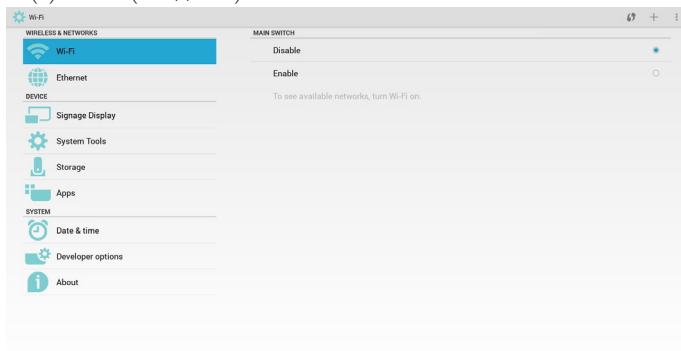 Wi-Fi
WIRELESS & NETWORKS
Wi-Fi
Ethernet
DEVICE
Signage Display
System Tools
Storage
Apps
SYSTEM
Date & time
Developer options
About
MAIN SWITCH
Disable
Enable
To see available networks, turn Wi-Fi on.